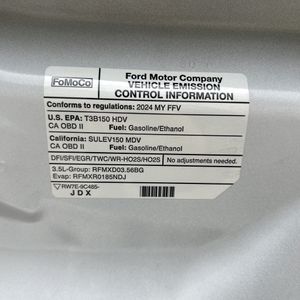 FoMoCo
Ford Motor Company
VEHICLE EMISSION
CONTROL INFORMATION
Conforms to regulations: 2024 MY FFV
U.S. EPA: T3B150 HDV
CA OBD II Fuel: Gasoline/Ethanol
California: SULEV150 MDV
CA OBD II Fuel: Gasoline/Ethanol
DFI/SFI/EGR/TWC/WR-HO2S/HO2S No adjustments needed.
3.5L-Group: RFMXD03.56BG
Evap: RFMXR0185NDJ
RW7E-9C485-
JDX